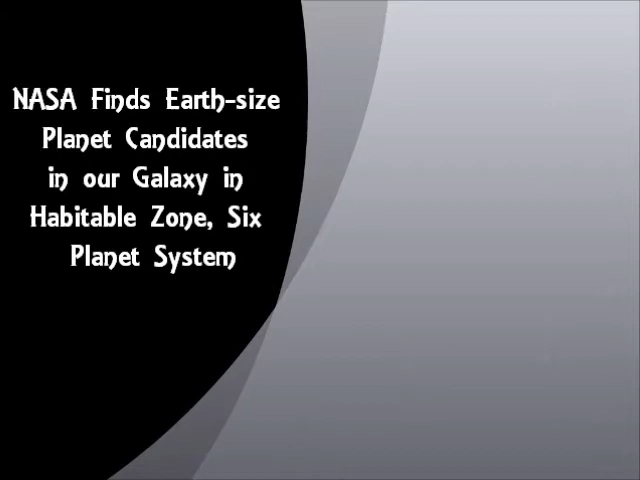 NASA Finds Earth-size
Planet Candidates
in our Galaxy in
Habitable Zone, Six
Planet System